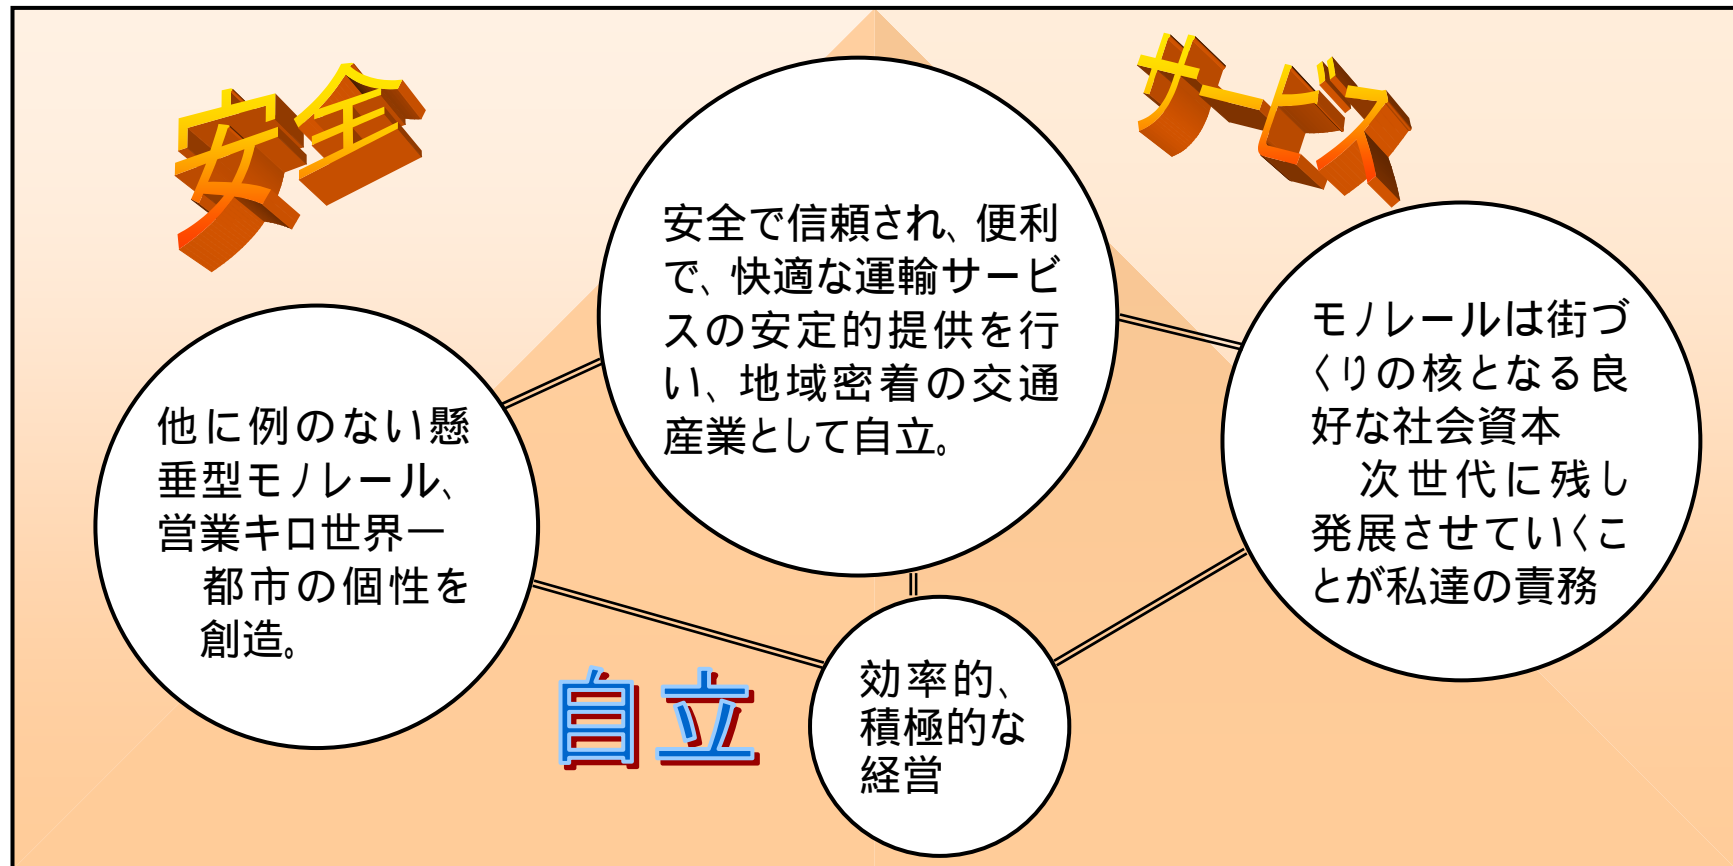 安全
サービス
安全で信頼され、便利
で、快適な運輸サービ
スの安定的提供を行
い、地域密着の交通
産業として自立。
モノレールは街づ
くりの核となる良
好な社会資本
次世代に残し
発展させていくこ
とが私達の責務
他に例のない懸
垂型モノレール、
営業キロ世界一
都市の個性を
創造。
自立
効率的、
積極的な
経営